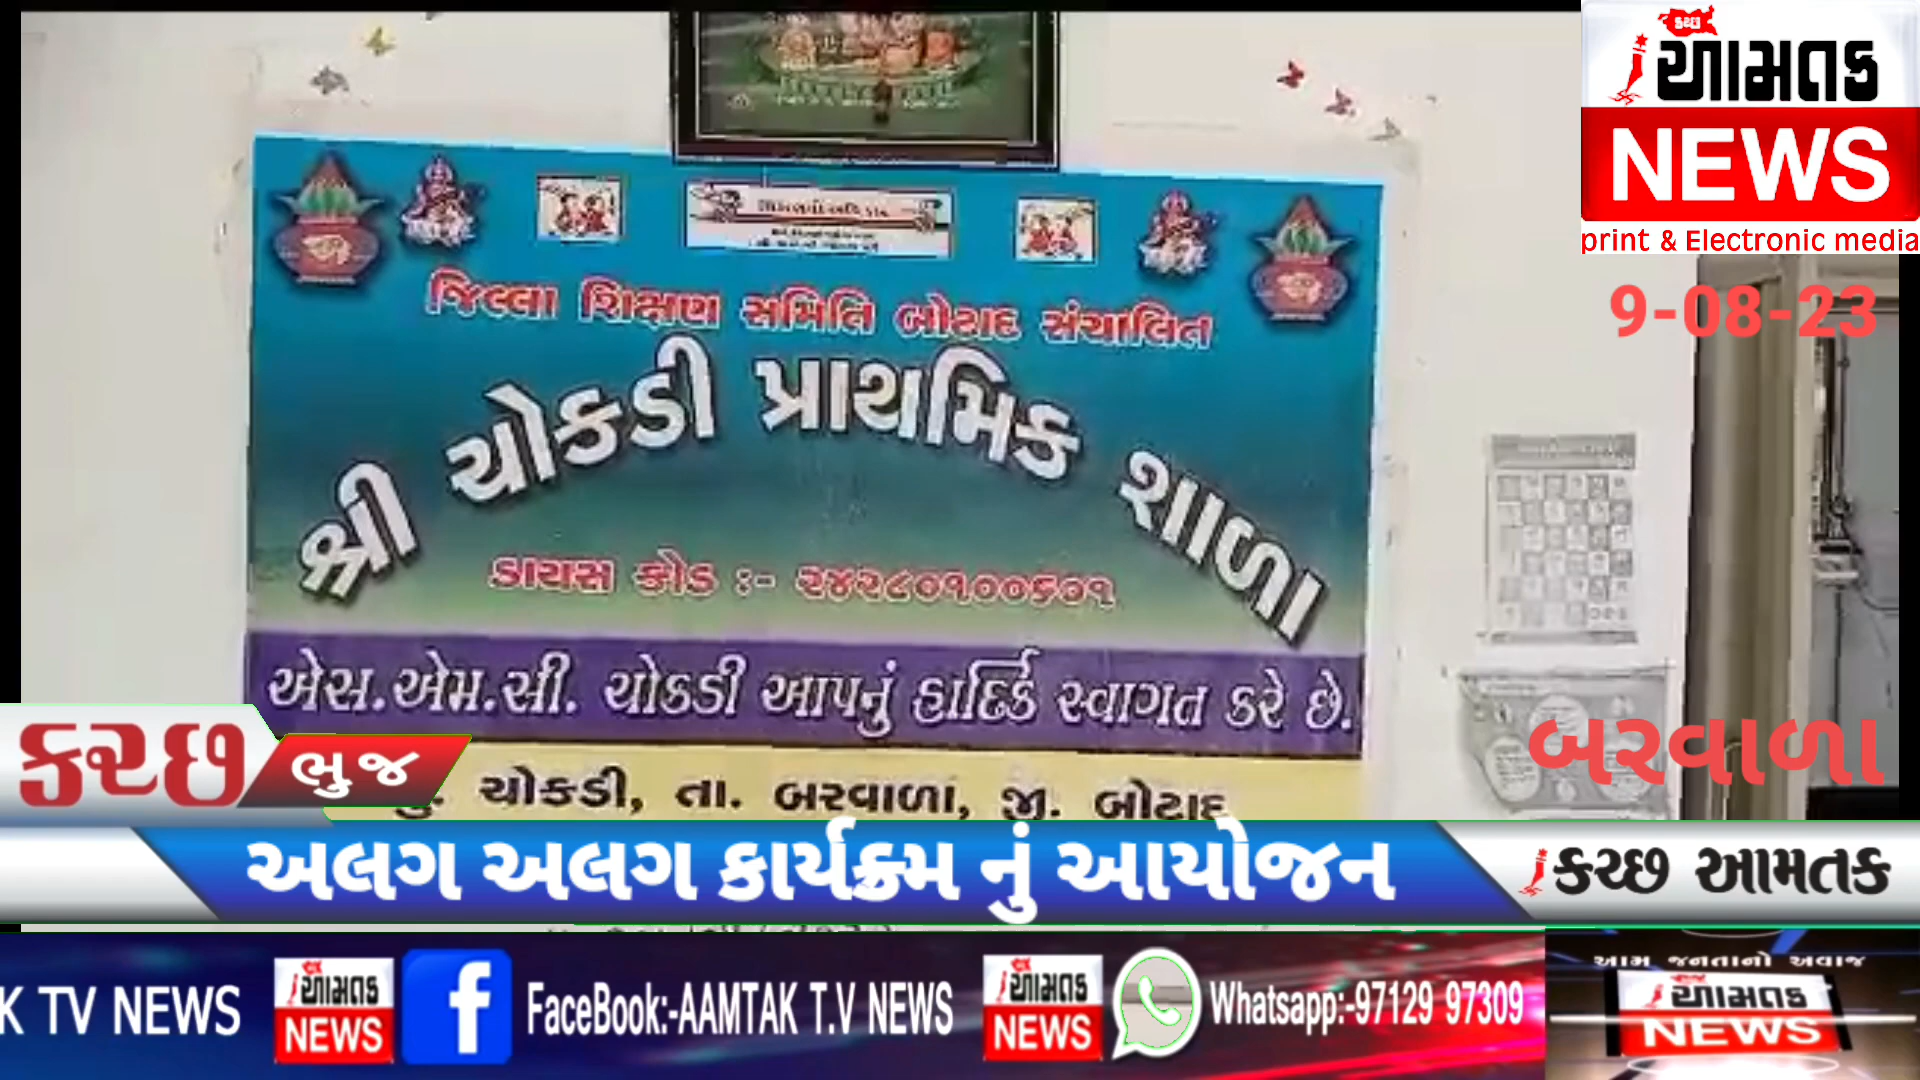 કચ્છ
આમતક
NEWS
print & Electronic media
9-08-23
જિલ્લા શિક્ષણ સમિતિ બોટાદ સંચાલિત
શ્રી ચોકડી પ્રાથમિક શાળા
ડાયસ કોડ :- ૨૪૨૮૦૧૦૦૬૦૧
એસ.એમ.સી. ચોકડી આપનું હાર્દિક સ્વાગત કરે છે.
બરવાળા
કચ્છ
ભુજ
મુ. ચોકડી, તા. બરવાળા, જી. બોટાદ
અલગ અલગ કાર્યક્રમ નું આયોજન
કચ્છ આમતક
K TV NEWS
આમતક
NEWS
FaceBook:-AAMTAK T.V NEWS
આમતક
NEWS
Whatsapp:-97129 97309
આમ જનતાનો અવાજ
આમતક
NEWS